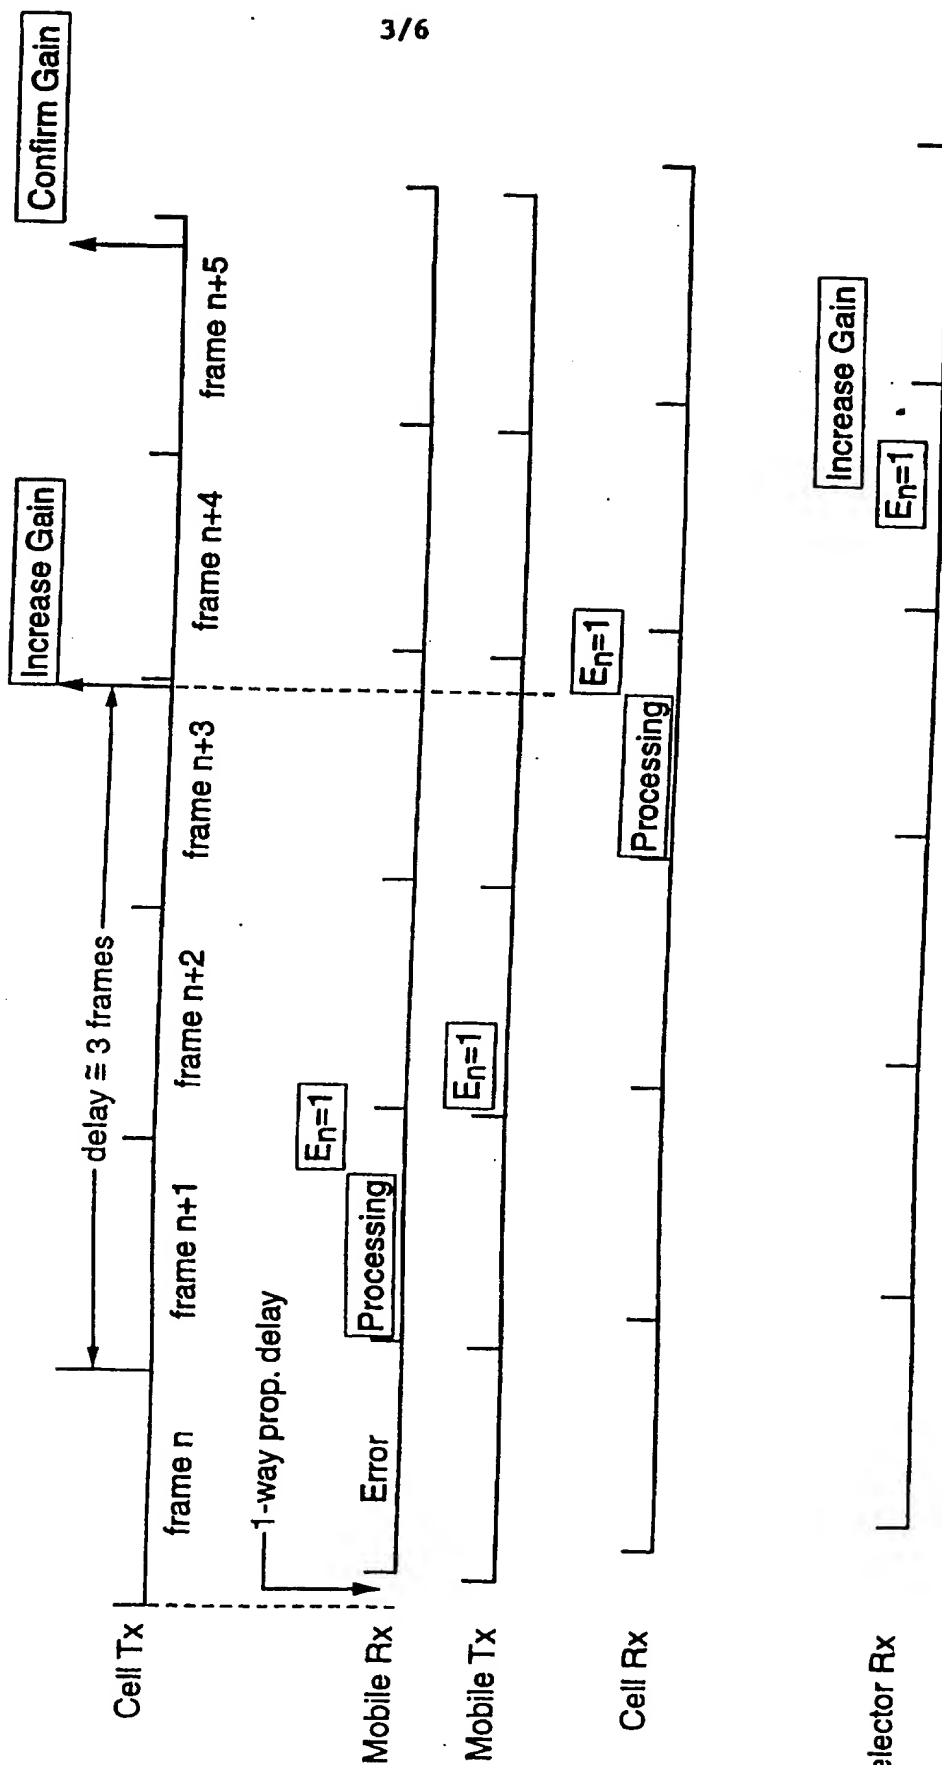 3/6
Confirm Gain
Increase Gain
delay ≅ 3 frames
Cell Tx
frame n
frame n+1
frame n+2
frame n+3
frame n+4
frame n+5
1-way prop. delay
Mobile Rx
Error
Processing
En=1
Mobile Tx
En=1
Cell Rx
Processing
En=1
Increase Gain
elector Rx
En=1